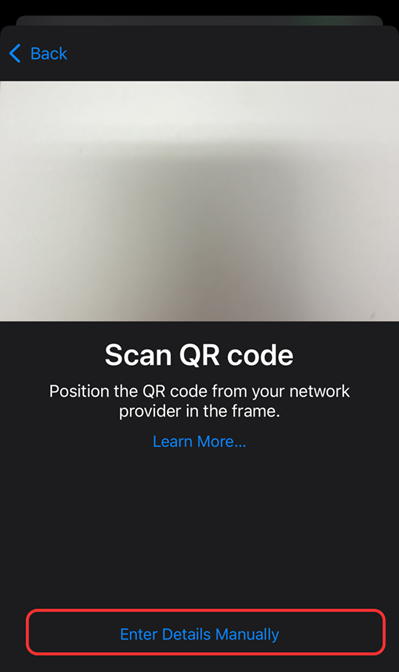 Back
Scan QR code
Position the QR code from your network
provider in the frame.
Learn More...
Enter Details Manually